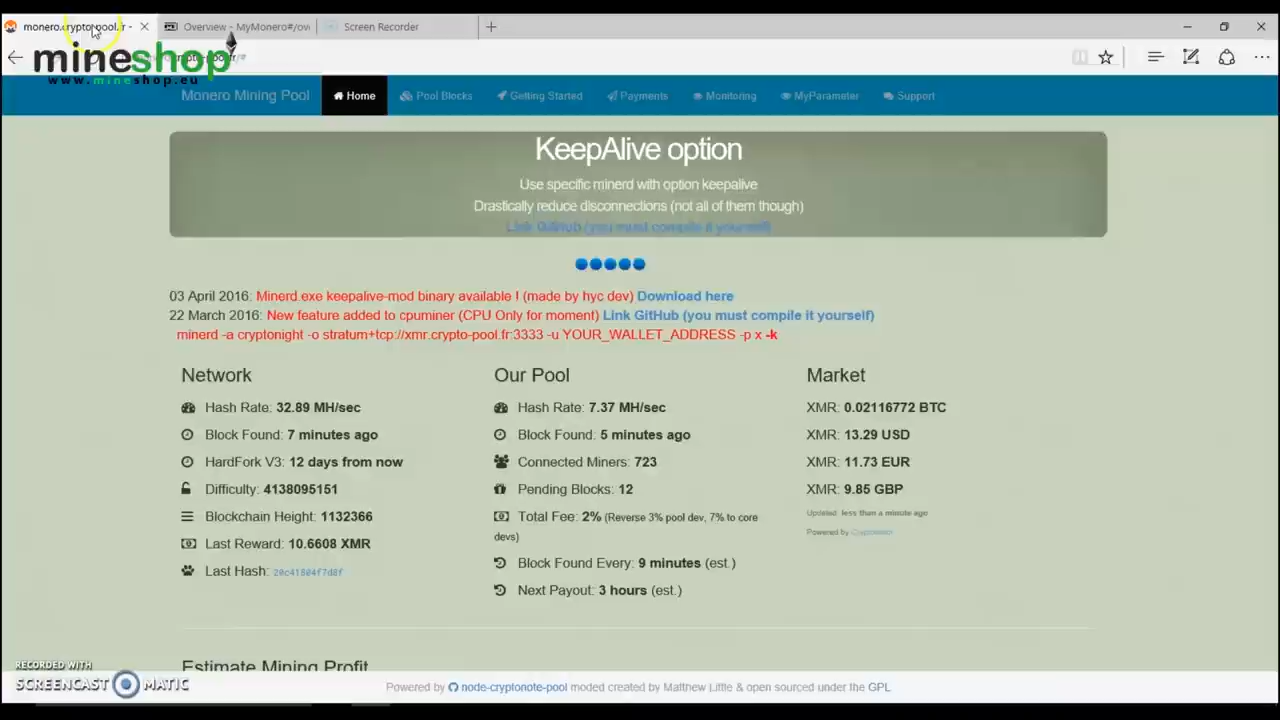 monero.crypto-pool.fr - Overview - MyMonero#/ov Screen Recorder
mineshop
www.mineshop.eu
Monero Mining Pool Home Pool Blocks Getting Started Payments Monitoring MyParameter Support
KeepAlive option
Use specific minerd with option keepalive
Drastically reduce disconnections (not all of them though)
Link GitHub (you must compile it yourself)
03 April 2016: Minerd.exe keepalive-mod binary available ! (made by hyc dev) Download here
22 March 2016: New feature added to cpuminer (CPU Only for moment) Link GitHub (you must compile it yourself)
minerd -a cryptonight -o stratum+tcp://xmr.crypto-pool.fr:3333 -u YOUR_WALLET_ADDRESS -p x -k
Network
Hash Rate: 32.89 MH/sec
Block Found: 7 minutes ago
HardFork V3: 12 days from now
Difficulty: 4138095151
Blockchain Height: 1132366
Last Reward: 10.6608 XMR
Last Hash: 20c41804f7d8f
Our Pool
Hash Rate: 7.37 MH/sec
Block Found: 5 minutes ago
Connected Miners: 723
Pending Blocks: 12
Total Fee: 2% (Reverse 3% pool dev, 7% to core
devs)
Block Found Every: 9 minutes (est.)
Next Payout: 3 hours (est.)
Market
XMR: 0.02116772 BTC
XMR: 13.29 USD
XMR: 11.73 EUR
XMR: 9.85 GBP
Updated: less than a minute ago
Powered by Cryptonator
Estimate Mining Profit
RECORDED WITH
SCREENCAST MATIC
Powered by node-cryptonote-pool moded created by Matthew Little & open sourced under the GPL